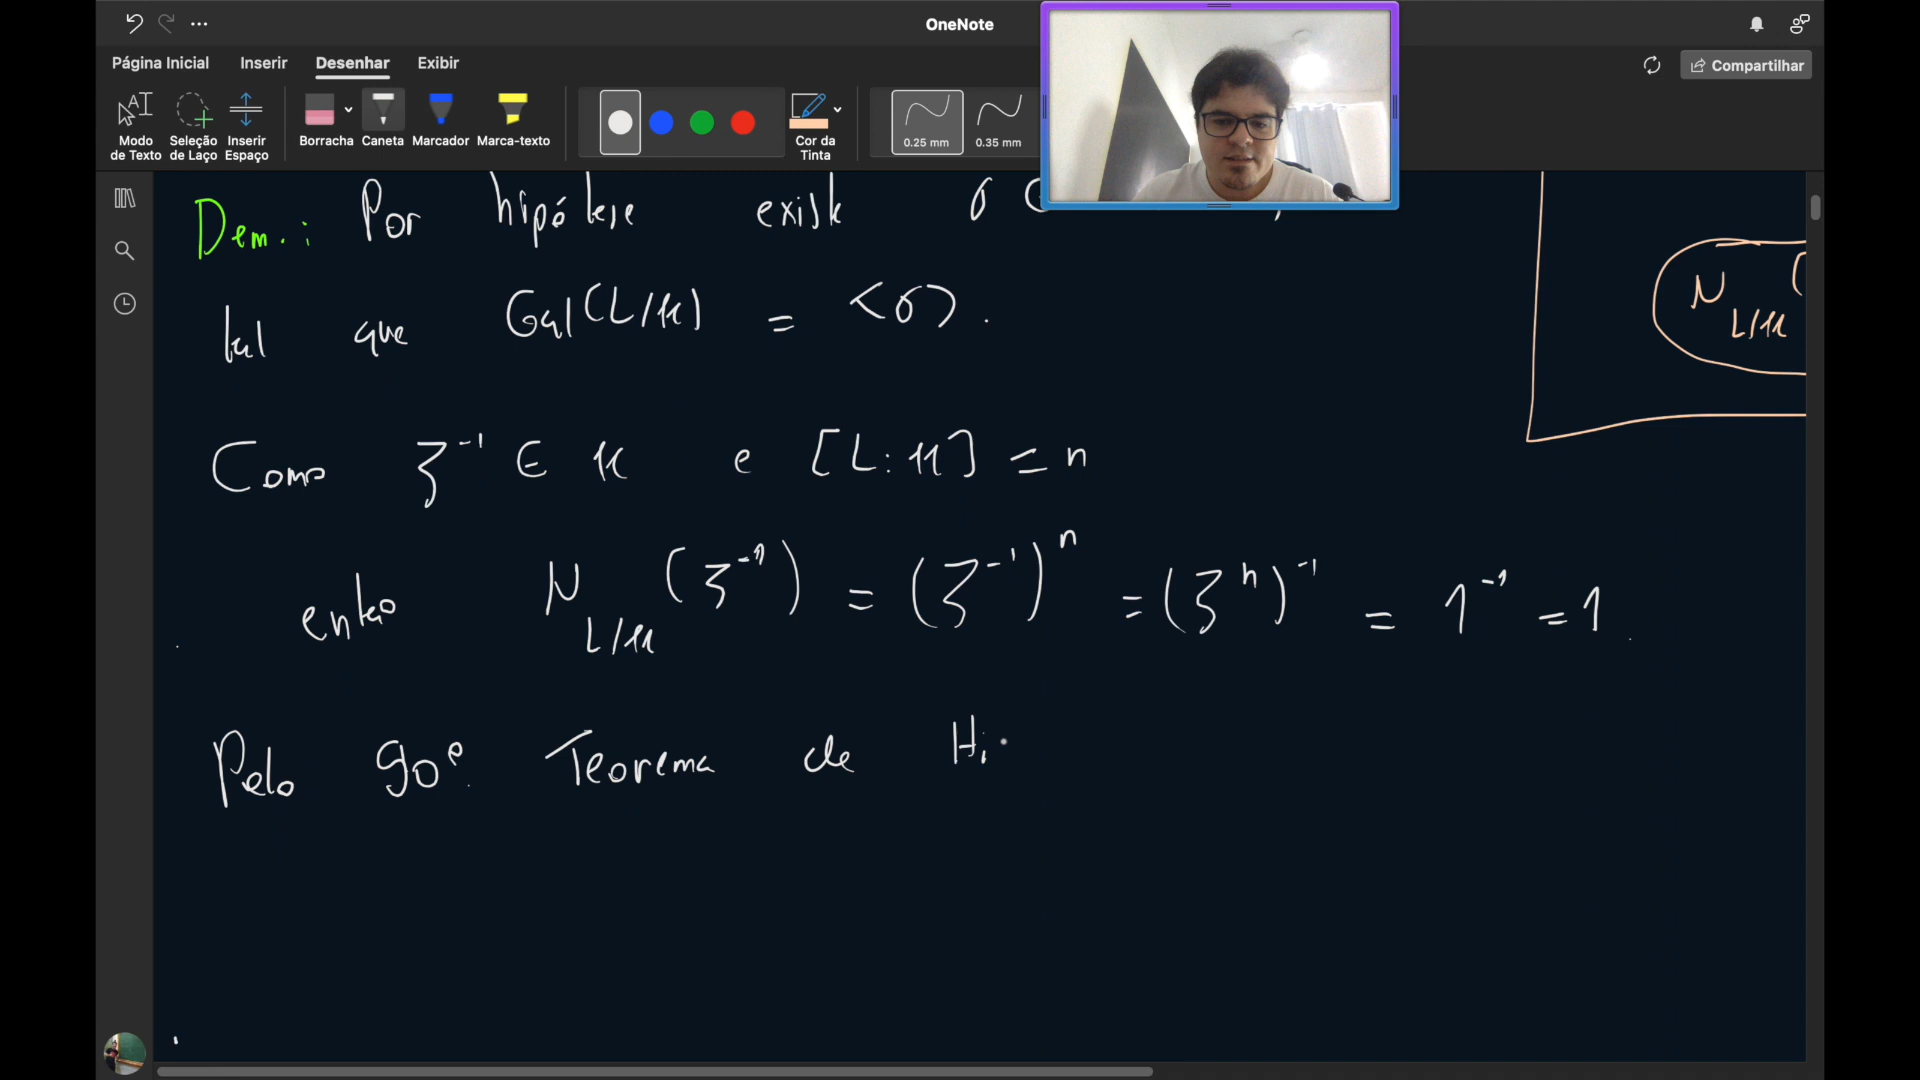 OneNote
Página Inicial Inserir Desenhar Exibir Compartilhar
Modo de Texto Seleção de Laço Inserir Espaço Borracha Caneta Marcador Marca-texto Cor da Tinta 0.25 mm 0.35 mm
Dem.: Por hipótese existe σ
tal que Gal(L/K) = <σ>.
N_{L/K} (
Como ζ^{-1} ∈ K e [L:K] = n
então N_{L/K} (ζ^{-1}) = (ζ^{-1})^n = (ζ^n)^{-1} = 1^{-1} = 1.
Pelo 90º Teorema de Hi